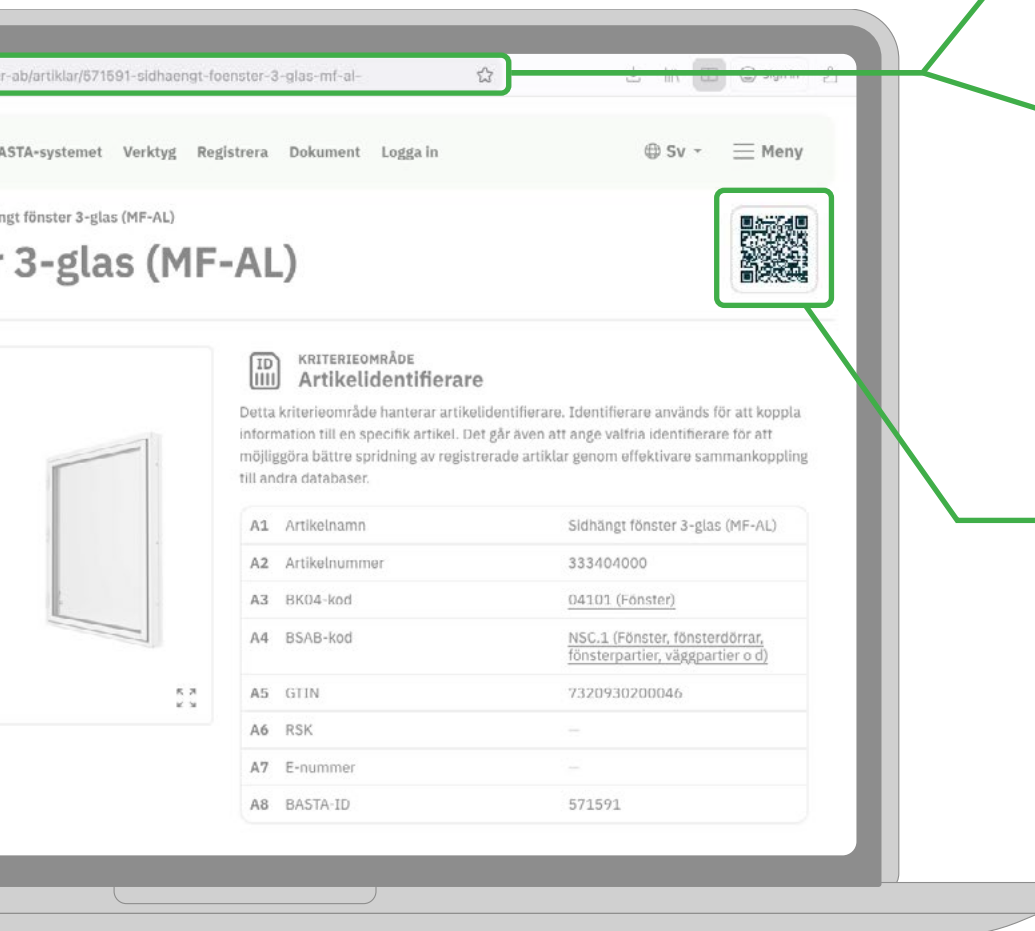 r-ab/artiklar/571591-sidhaengt-foenster-3-glas-mf-al-
ASTA-systemet Verktyg Registrera Dokument Logga in Sv Meny
ngt fönster 3-glas (MF-AL)
3-glas (MF-AL)
ID
KRITERIEOMRÅDE
Artikelidentifierare
Detta kriterieområde hanterar artikelidentifierare. Identifierare används för att koppla
information till en specifik artikel. Det går även att ange valfria identifierare för att
möjliggöra bättre spridning av registrerade artiklar genom effektivare sammankoppling
till andra databaser.
A1 Artikelnamn Sidhängt fönster 3-glas (MF-AL)
A2 Artikelnummer 333404000
A3 BK04-kod 04101 (Fönster)
A4 BSAB-kod NSC.1 (Fönster, fönsterdörrar,
fönsterpartier, väggpartier o d)
A5 GTIN 7320930200046
A6 RSK —
A7 E-nummer —
A8 BASTA-ID 571591